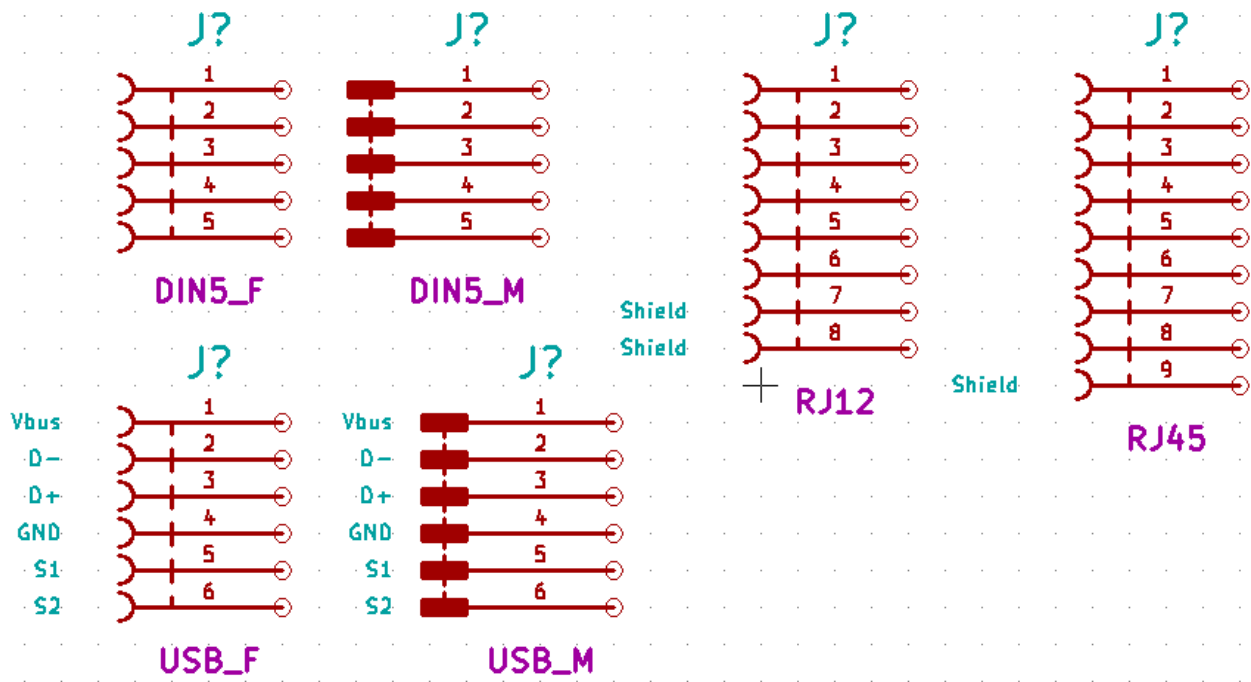 J?
1
2
3
4
5
DIN5_F
J?
1
2
3
4
5
DIN5_M
J?
1
2
3
4
5
6
Shield 7
Shield 8
RJ12
J?
1
2
3
4
5
6
7
8
Shield 9
RJ45
J?
Vbus 1
D- 2
D+ 3
GND 4
S1 5
S2 6
USB_F
J?
Vbus 1
D- 2
D+ 3
GND 4
S1 5
S2 6
USB_M